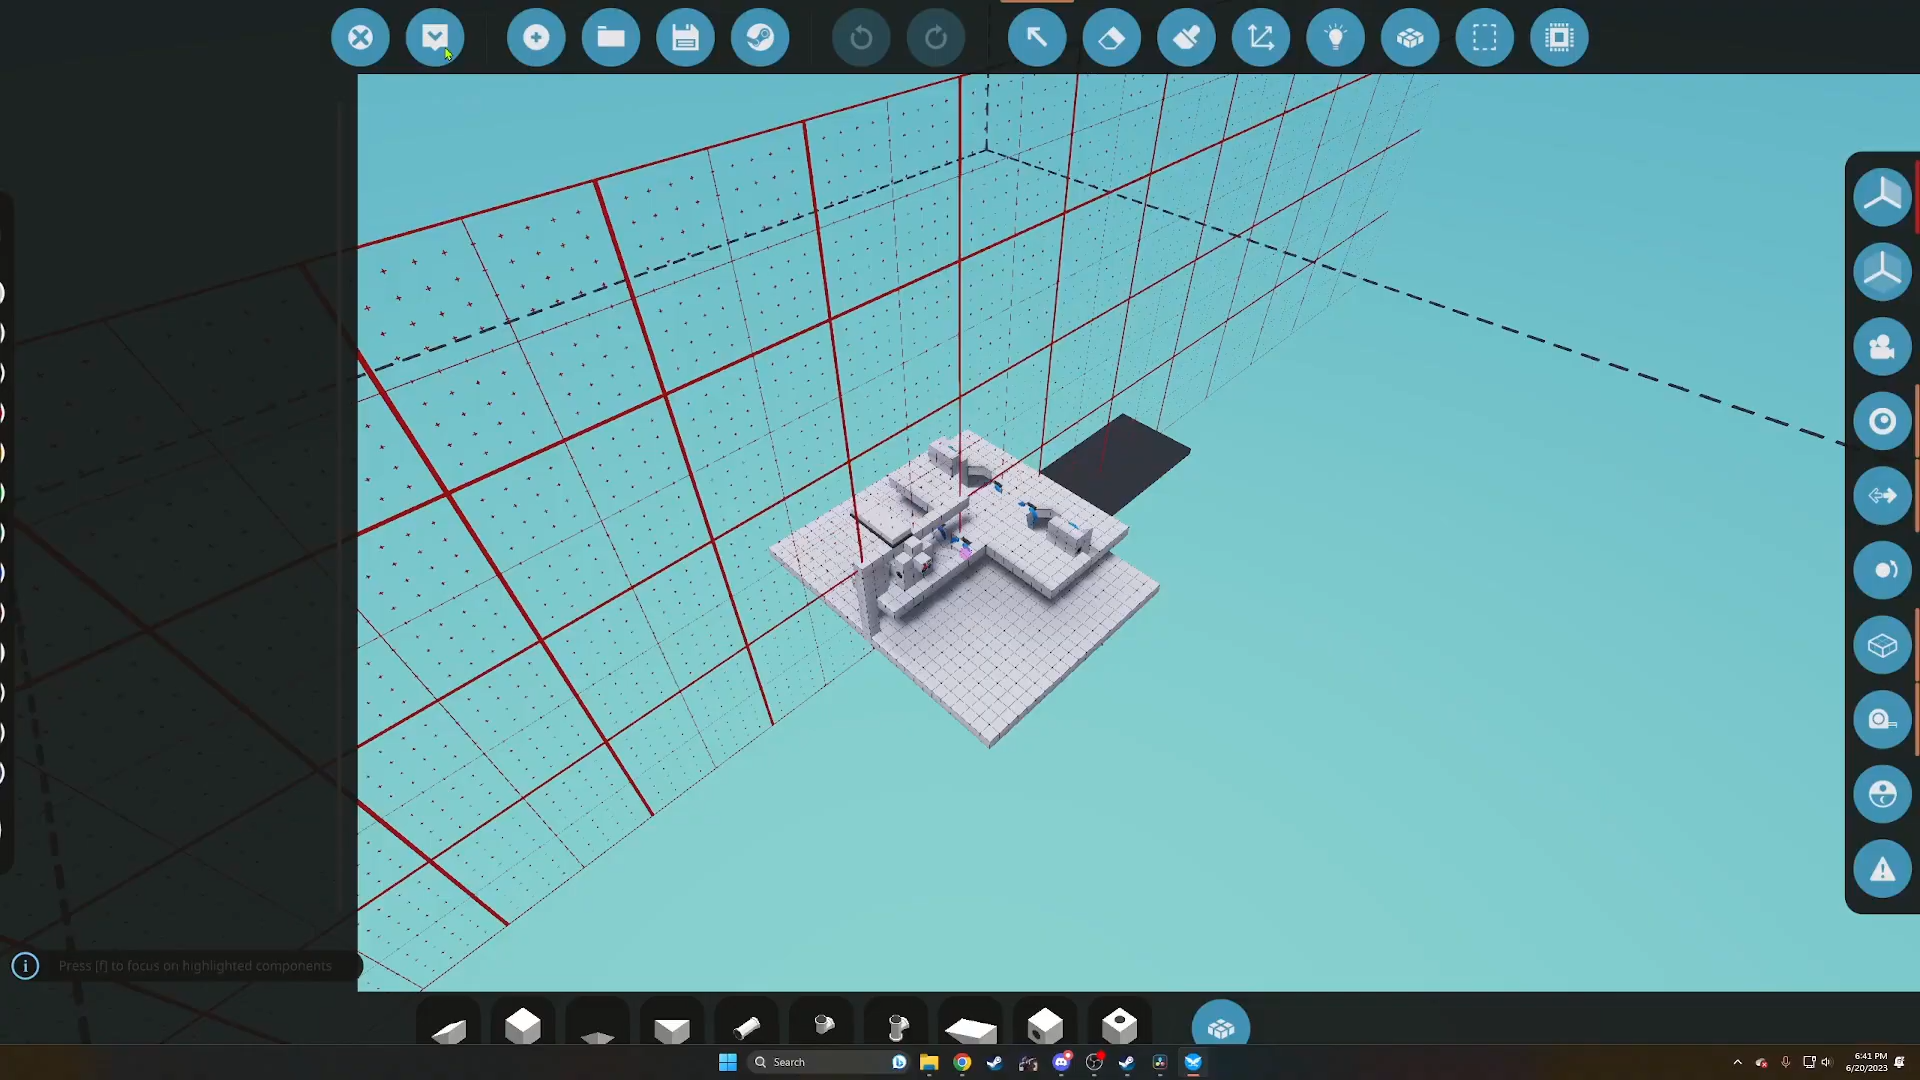 Press [f] to focus on highlighted components
Search
6:41 PM
6/20/2023